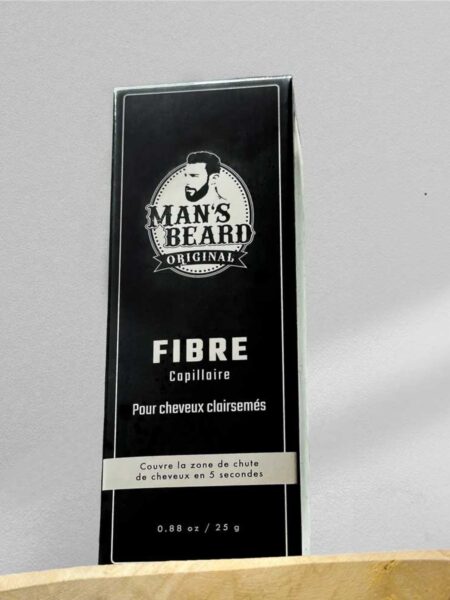 MAN'S
BEARD
ORIGINAL
FIBRE
Capillaire
Pour cheveux clairsemés
Couvre la zone de chute
de cheveux en 5 secondes
0.88 oz / 25 g